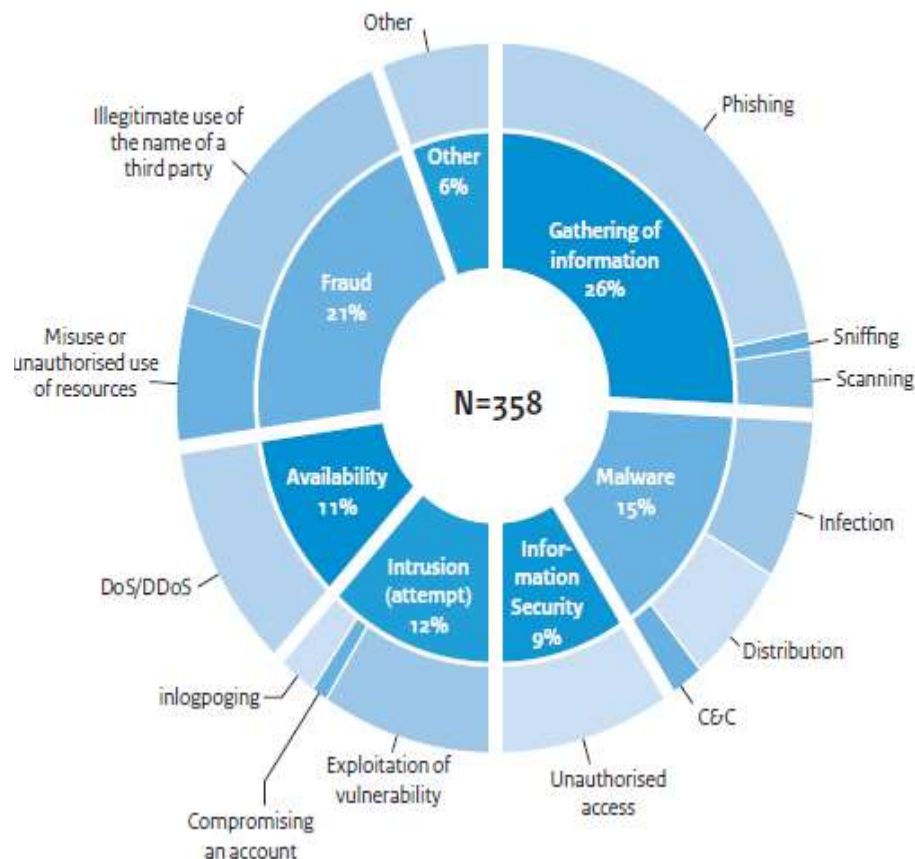 Other
Illegitimate use of
the name of a
third party
Phishing
Other
6%
Gathering of
information
26%
Fraud
21%
Misuse or
unauthorised use
of resources
Sniffing
Scanning
N=358
Availability
11%
Malware
15%
Infection
Intrusion
(attempt)
12%
Infor-
mation
Security
9%
DoS/DDoS
Distribution
inlogpoging
C&C
Exploitation of
vulnerability
Unauthorised
access
Compromising
an account